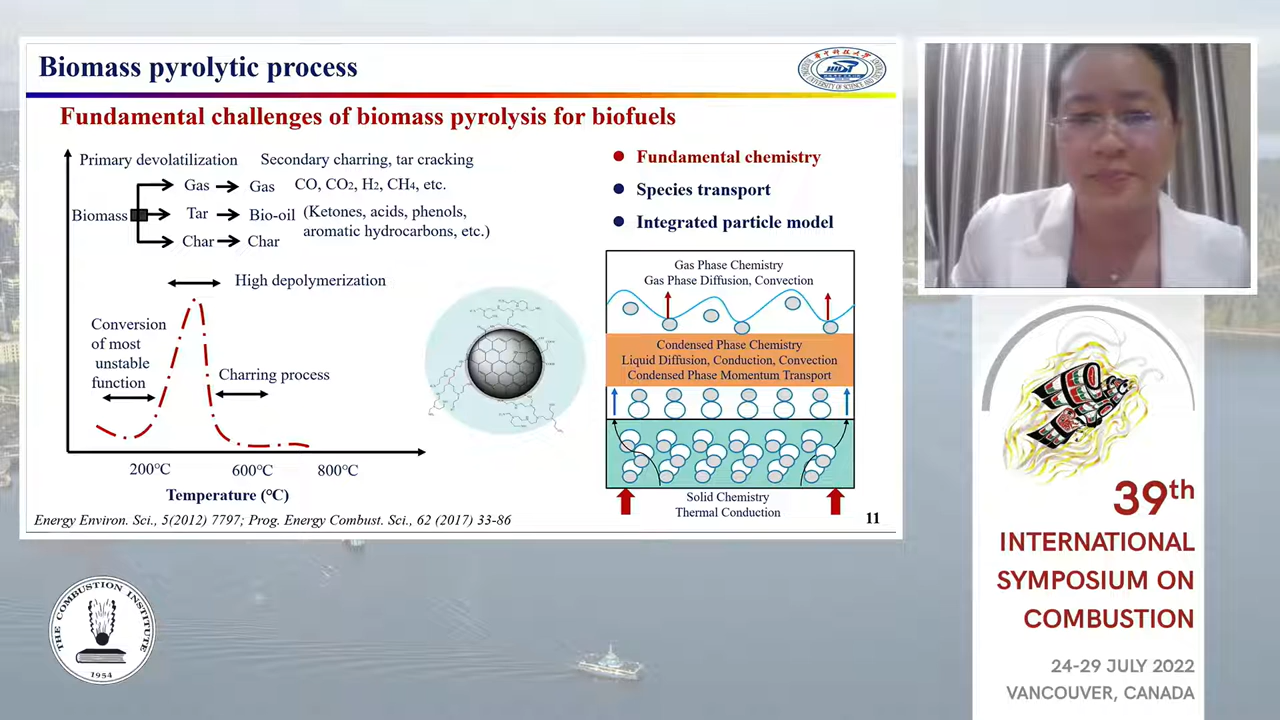 Biomass pyrolytic process
Fundamental challenges of biomass pyrolysis for biofuels
Primary devolatilization
Secondary charring, tar cracking
Biomass
Gas
Gas
CO, CO₂, H₂, CH₄, etc.
Tar
Bio-oil
(Ketones, acids, phenols,
aromatic hydrocarbons, etc.)
Char
Char
High depolymerization
Conversion
of most
unstable
function
Charring process
200℃
600℃
800℃
Temperature (℃)
Fundamental chemistry
Species transport
Integrated particle model
Gas Phase Chemistry
Gas Phase Diffusion, Convection
Condensed Phase Chemistry
Liquid Diffusion, Conduction, Convection
Condensed Phase Momentum Transport
Solid Chemistry
Thermal Conduction
Energy Environ. Sci., 5(2012) 7797; Prog. Energy Combust. Sci., 62 (2017) 33-86
11
39th
INTERNATIONAL
SYMPOSIUM ON
COMBUSTION
24-29 JULY 2022
VANCOUVER, CANADA
THE COMBUSTION INSTITUTE
1954